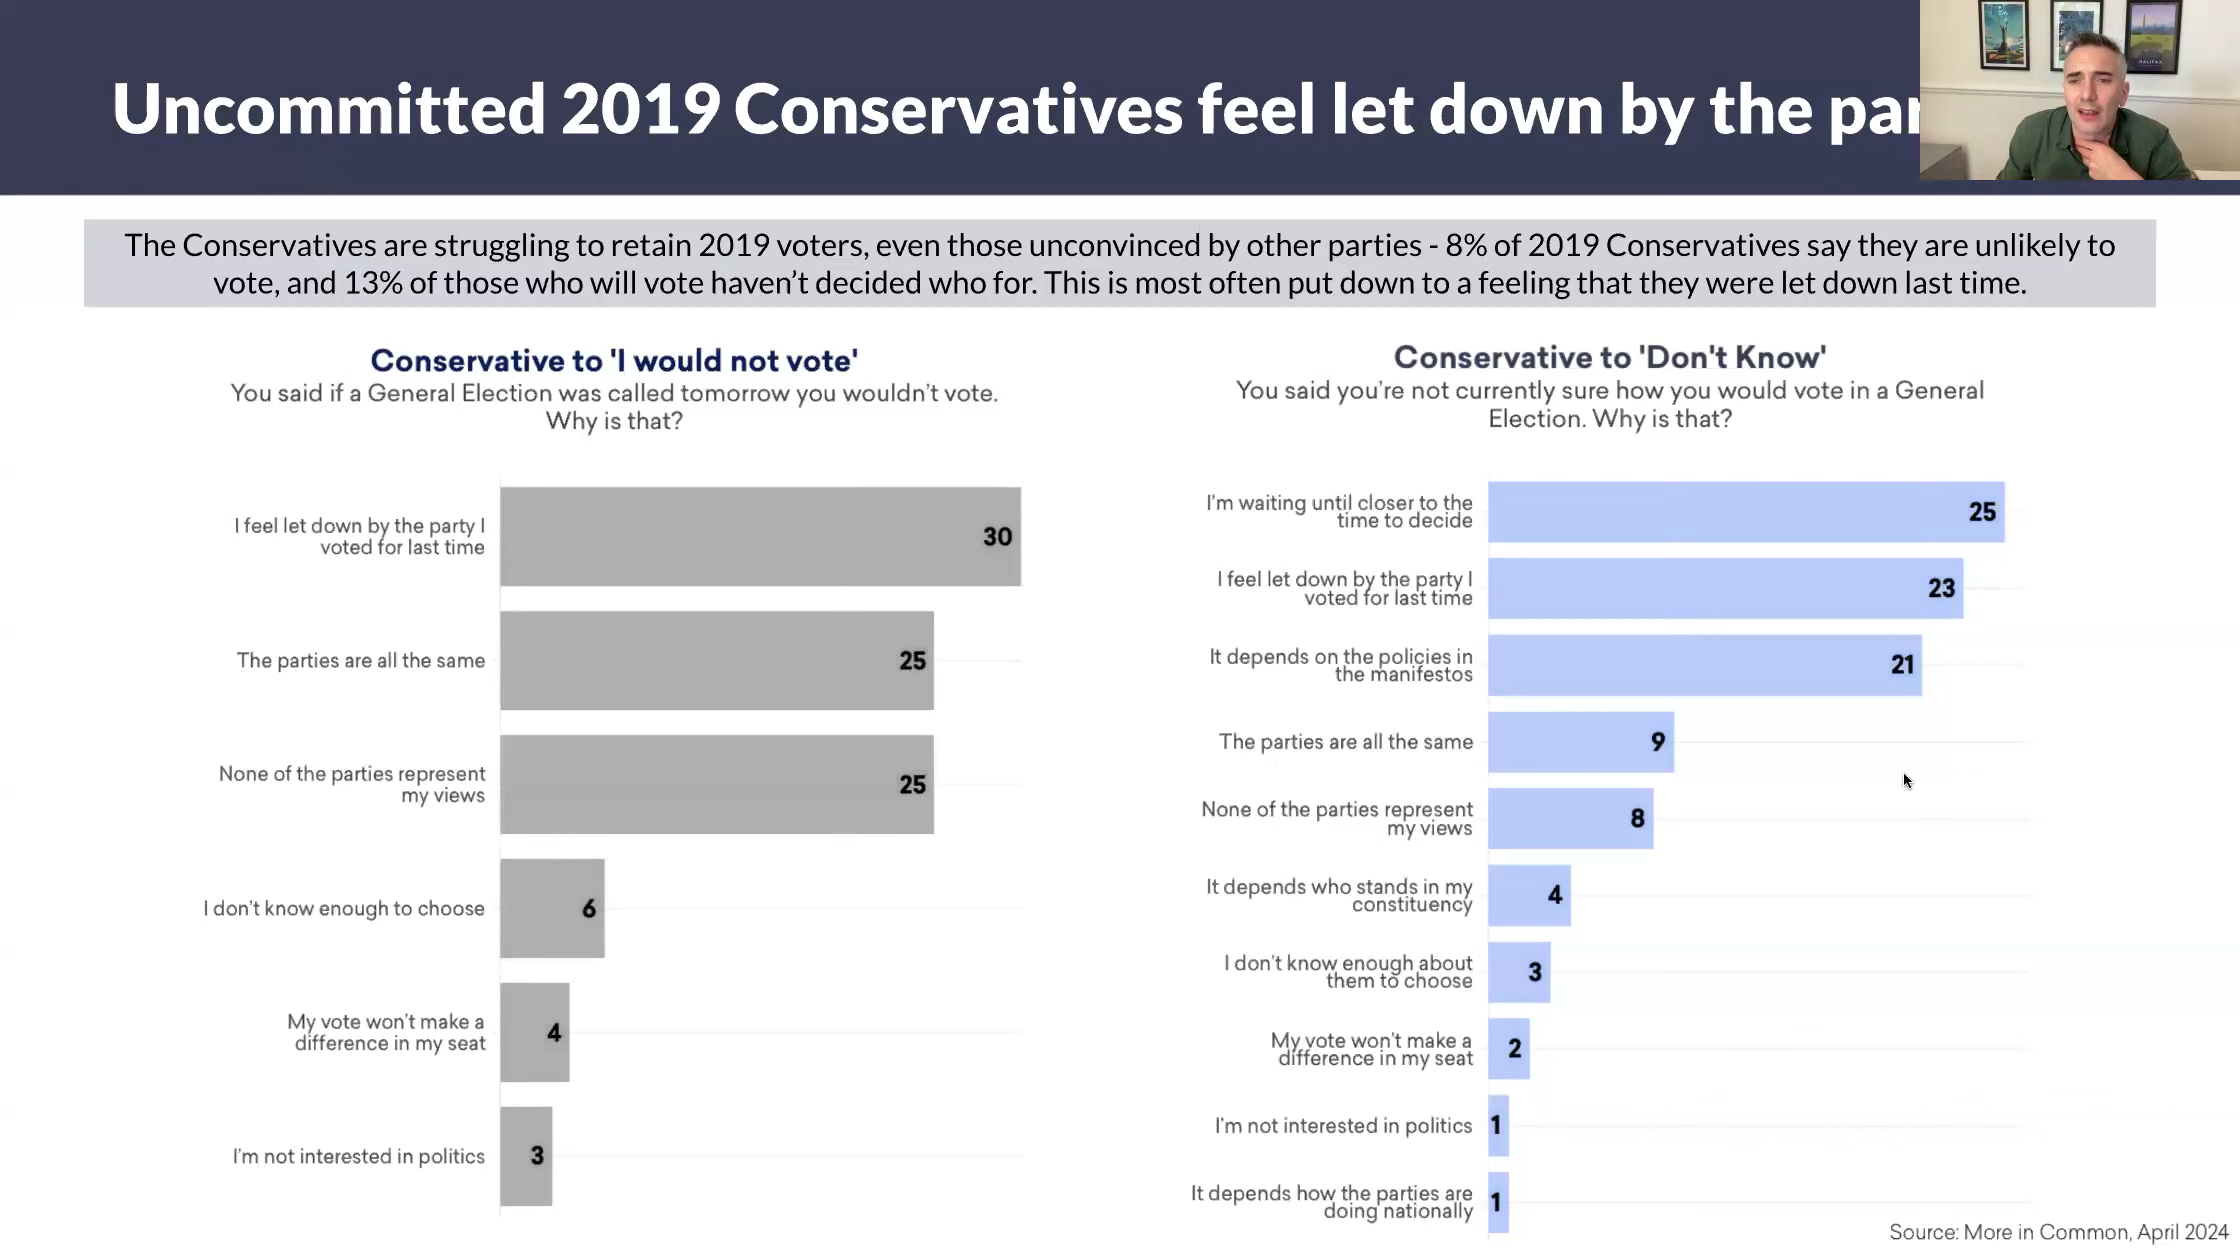 Uncommitted 2019 Conservatives feel let down by the par
HALIFAX
The Conservatives are struggling to retain 2019 voters, even those unconvinced by other parties - 8% of 2019 Conservatives say they are unlikely to
vote, and 13% of those who will vote haven't decided who for. This is most often put down to a feeling that they were let down last time.
Conservative to 'I would not vote'
You said if a General Election was called tomorrow you wouldn't vote.
Why is that?
I feel let down by the party I
voted for last time
30
The parties are all the same
25
None of the parties represent
my views
25
I don't know enough to choose
6
My vote won't make a
difference in my seat
4
I'm not interested in politics
3
Conservative to 'Don't Know'
You said you're not currently sure how you would vote in a General
Election. Why is that?
I'm waiting until closer to the
time to decide
25
I feel let down by the party I
voted for last time
23
It depends on the policies in
the manifestos
21
The parties are all the same
9
None of the parties represent
my views
8
It depends who stands in my
constituency
4
I don't know enough about
them to choose
3
My vote won't make a
difference in my seat
2
I'm not interested in politics
1
It depends how the parties are
doing nationally
1
Source: More in Common, April 2024